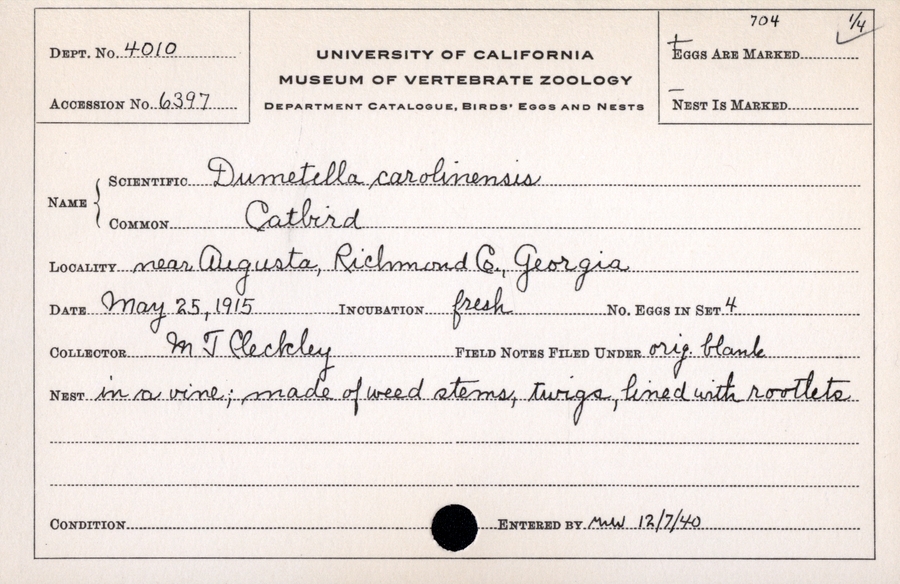 704 1/4
DEPT. No. 4010
UNIVERSITY OF CALIFORNIA
EGGS ARE MARKED
MUSEUM OF VERTEBRATE ZOOLOGY
ACCESSION No. 6397
DEPARTMENT CATALOGUE, BIRDS' EGGS AND NESTS
NEST IS MARKED
NAME
SCIENTIFIC Dumetella carolinensis
COMMON Catbird
LOCALITY near Augusta, Richmond Co., Georgia
DATE May 25, 1915 INCUBATION fresh No. EGGS IN SET 4
COLLECTOR M T Cleckley FIELD NOTES FILED UNDER orig. blank
NEST in a vine; made of weed stems, twigs, lined with rootlets
CONDITION ENTERED BY 12/7/40